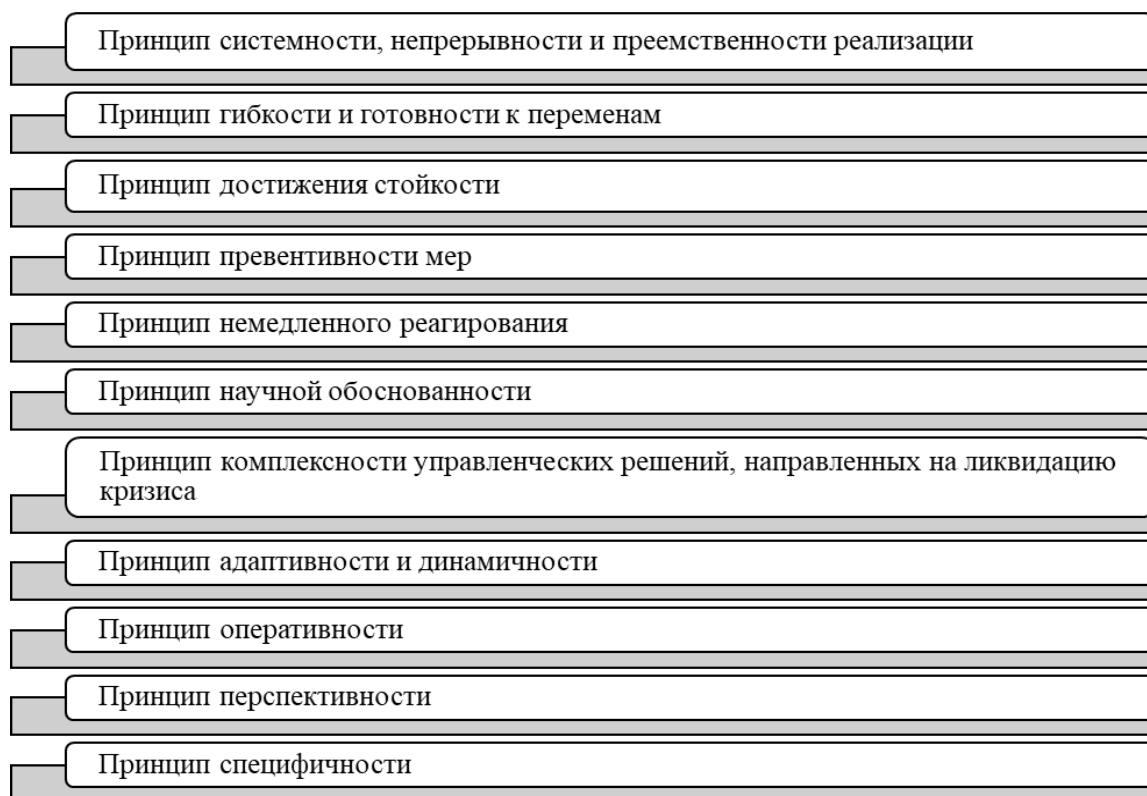 Принцип системности, непрерывности и преемственности реализации
Принцип гибкости и готовности к переменам
Принцип достижения стойкости
Принцип превентивности мер
Принцип немедленного реагирования
Принцип научной обоснованности
Принцип комплексности управленческих решений, направленных на ликвидацию
кризиса
Принцип адаптивности и динамичности
Принцип оперативности
Принцип перспективности
Принцип специфичности